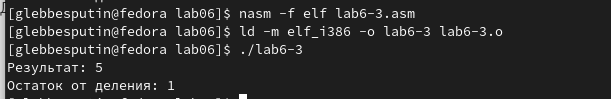 [glebbesputin@fedora lab06]$ nasm -f elf lab6-3.asm
[glebbesputin@fedora lab06]$ ld -m elf_i386 -o lab6-3 lab6-3.o
[glebbesputin@fedora lab06]$ ./lab6-3
Результат: 5
Остаток от деления: 1